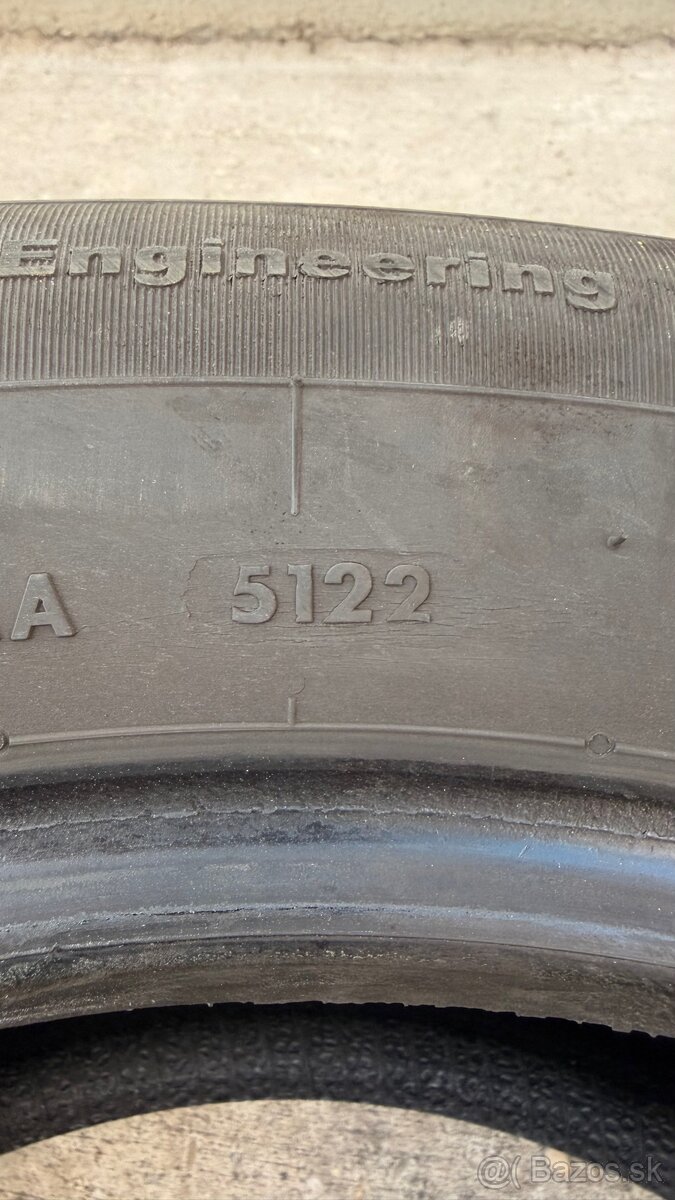 Engineering
A 5122
@( Bazos.sk